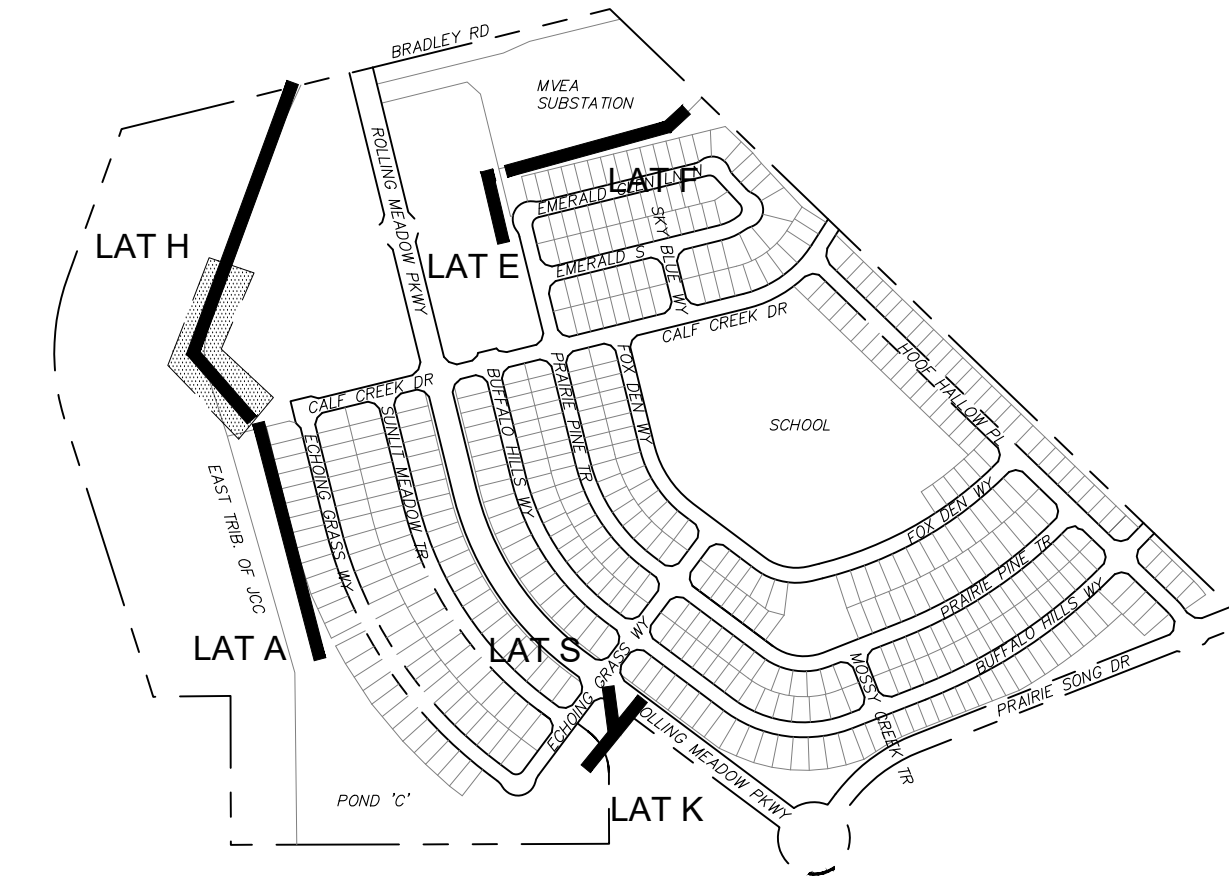 BRADLEY RD
MVEA
SUBSTATION
ROLLING MEADOW PKWY
LAT F
EMERALD GLEN LN N
SKY BLUE WY
LAT H
LAT E
EMERALD S
CALF CREEK DR
HOOF HALLOW PL
FOX DEN WY
PRAIRIE PINE TR
BUFFALO HILLS WY
CALF CREEK DR
SUNLIT MEADOW TR
ECHOING GRASS WY
SCHOOL
EAST TRIB. OF JCC
FOX DEN WY
PRAIRIE PINE TR
BUFFALO HILLS WY
LAT A
LAT S
ECHOING GRASS WY
MOSSY CREEK TR
PRAIRIE SONG DR
ROLLING MEADOW PKWY
POND 'C'
LAT K